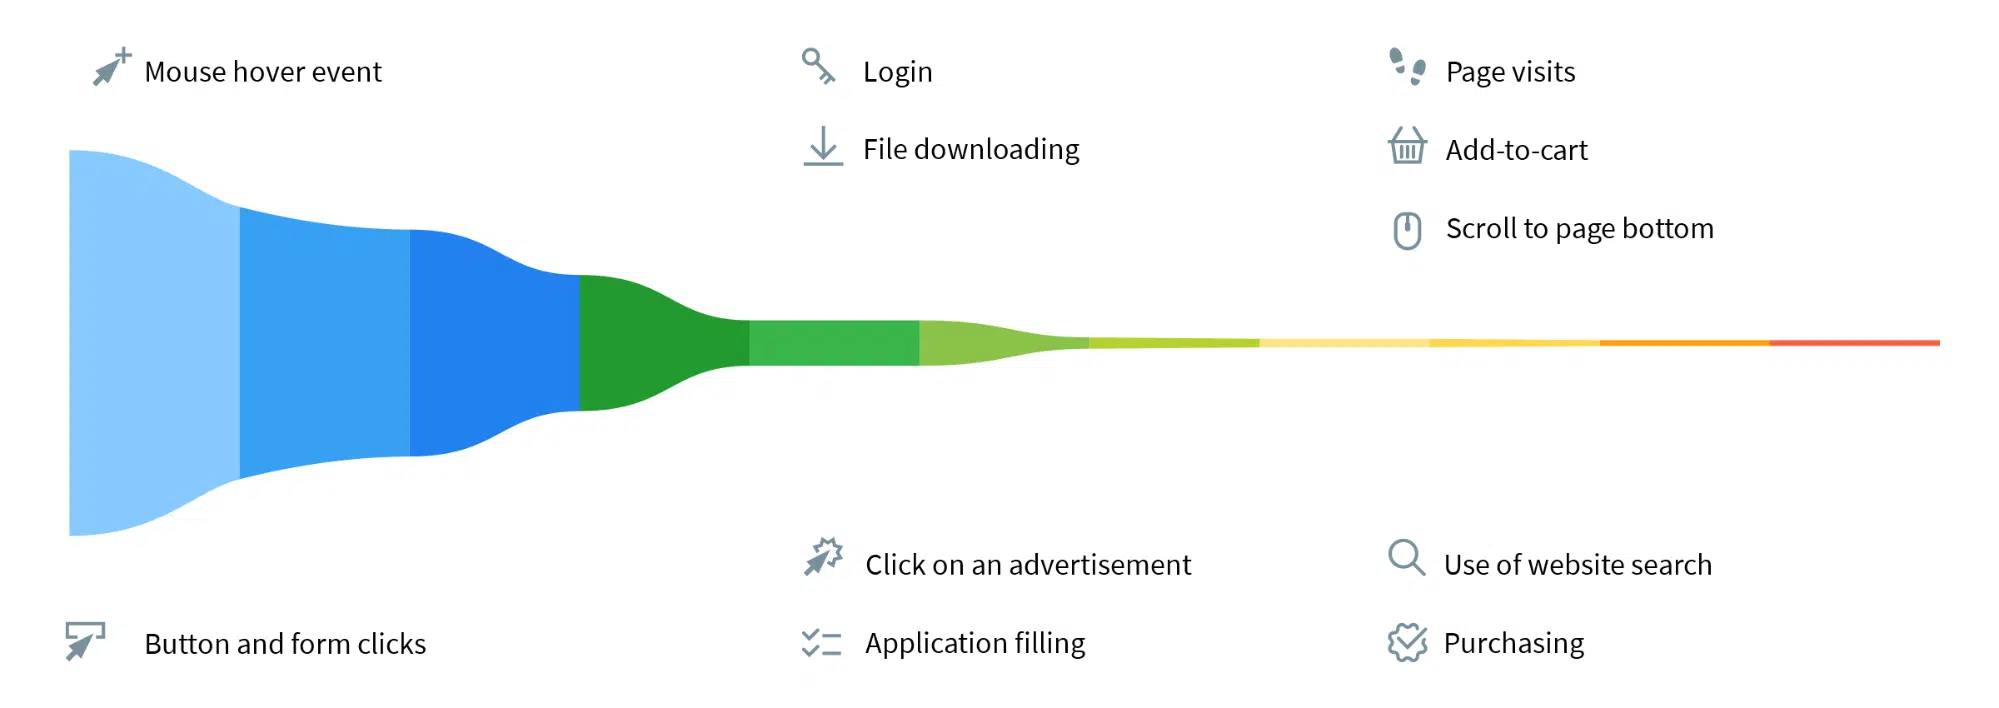 Mouse hover event
Login
Page visits
File downloading
Add-to-cart
Scroll to page bottom
Click on an advertisement
Use of website search
Button and form clicks
Application filling
Purchasing